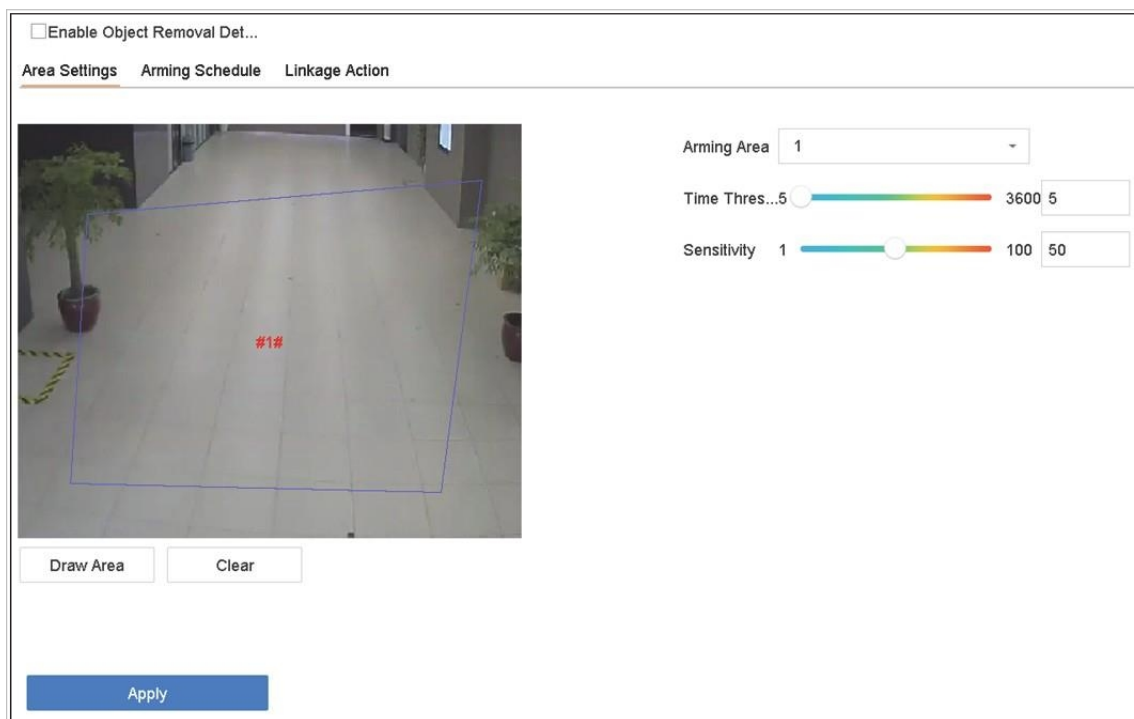 Enable Object Removal Det...
Area Settings Arming Schedule Linkage Action
Arming Area 1
Time Thres...5 3600 5
Sensitivity 1 100 50
#1#
Draw Area Clear
Apply